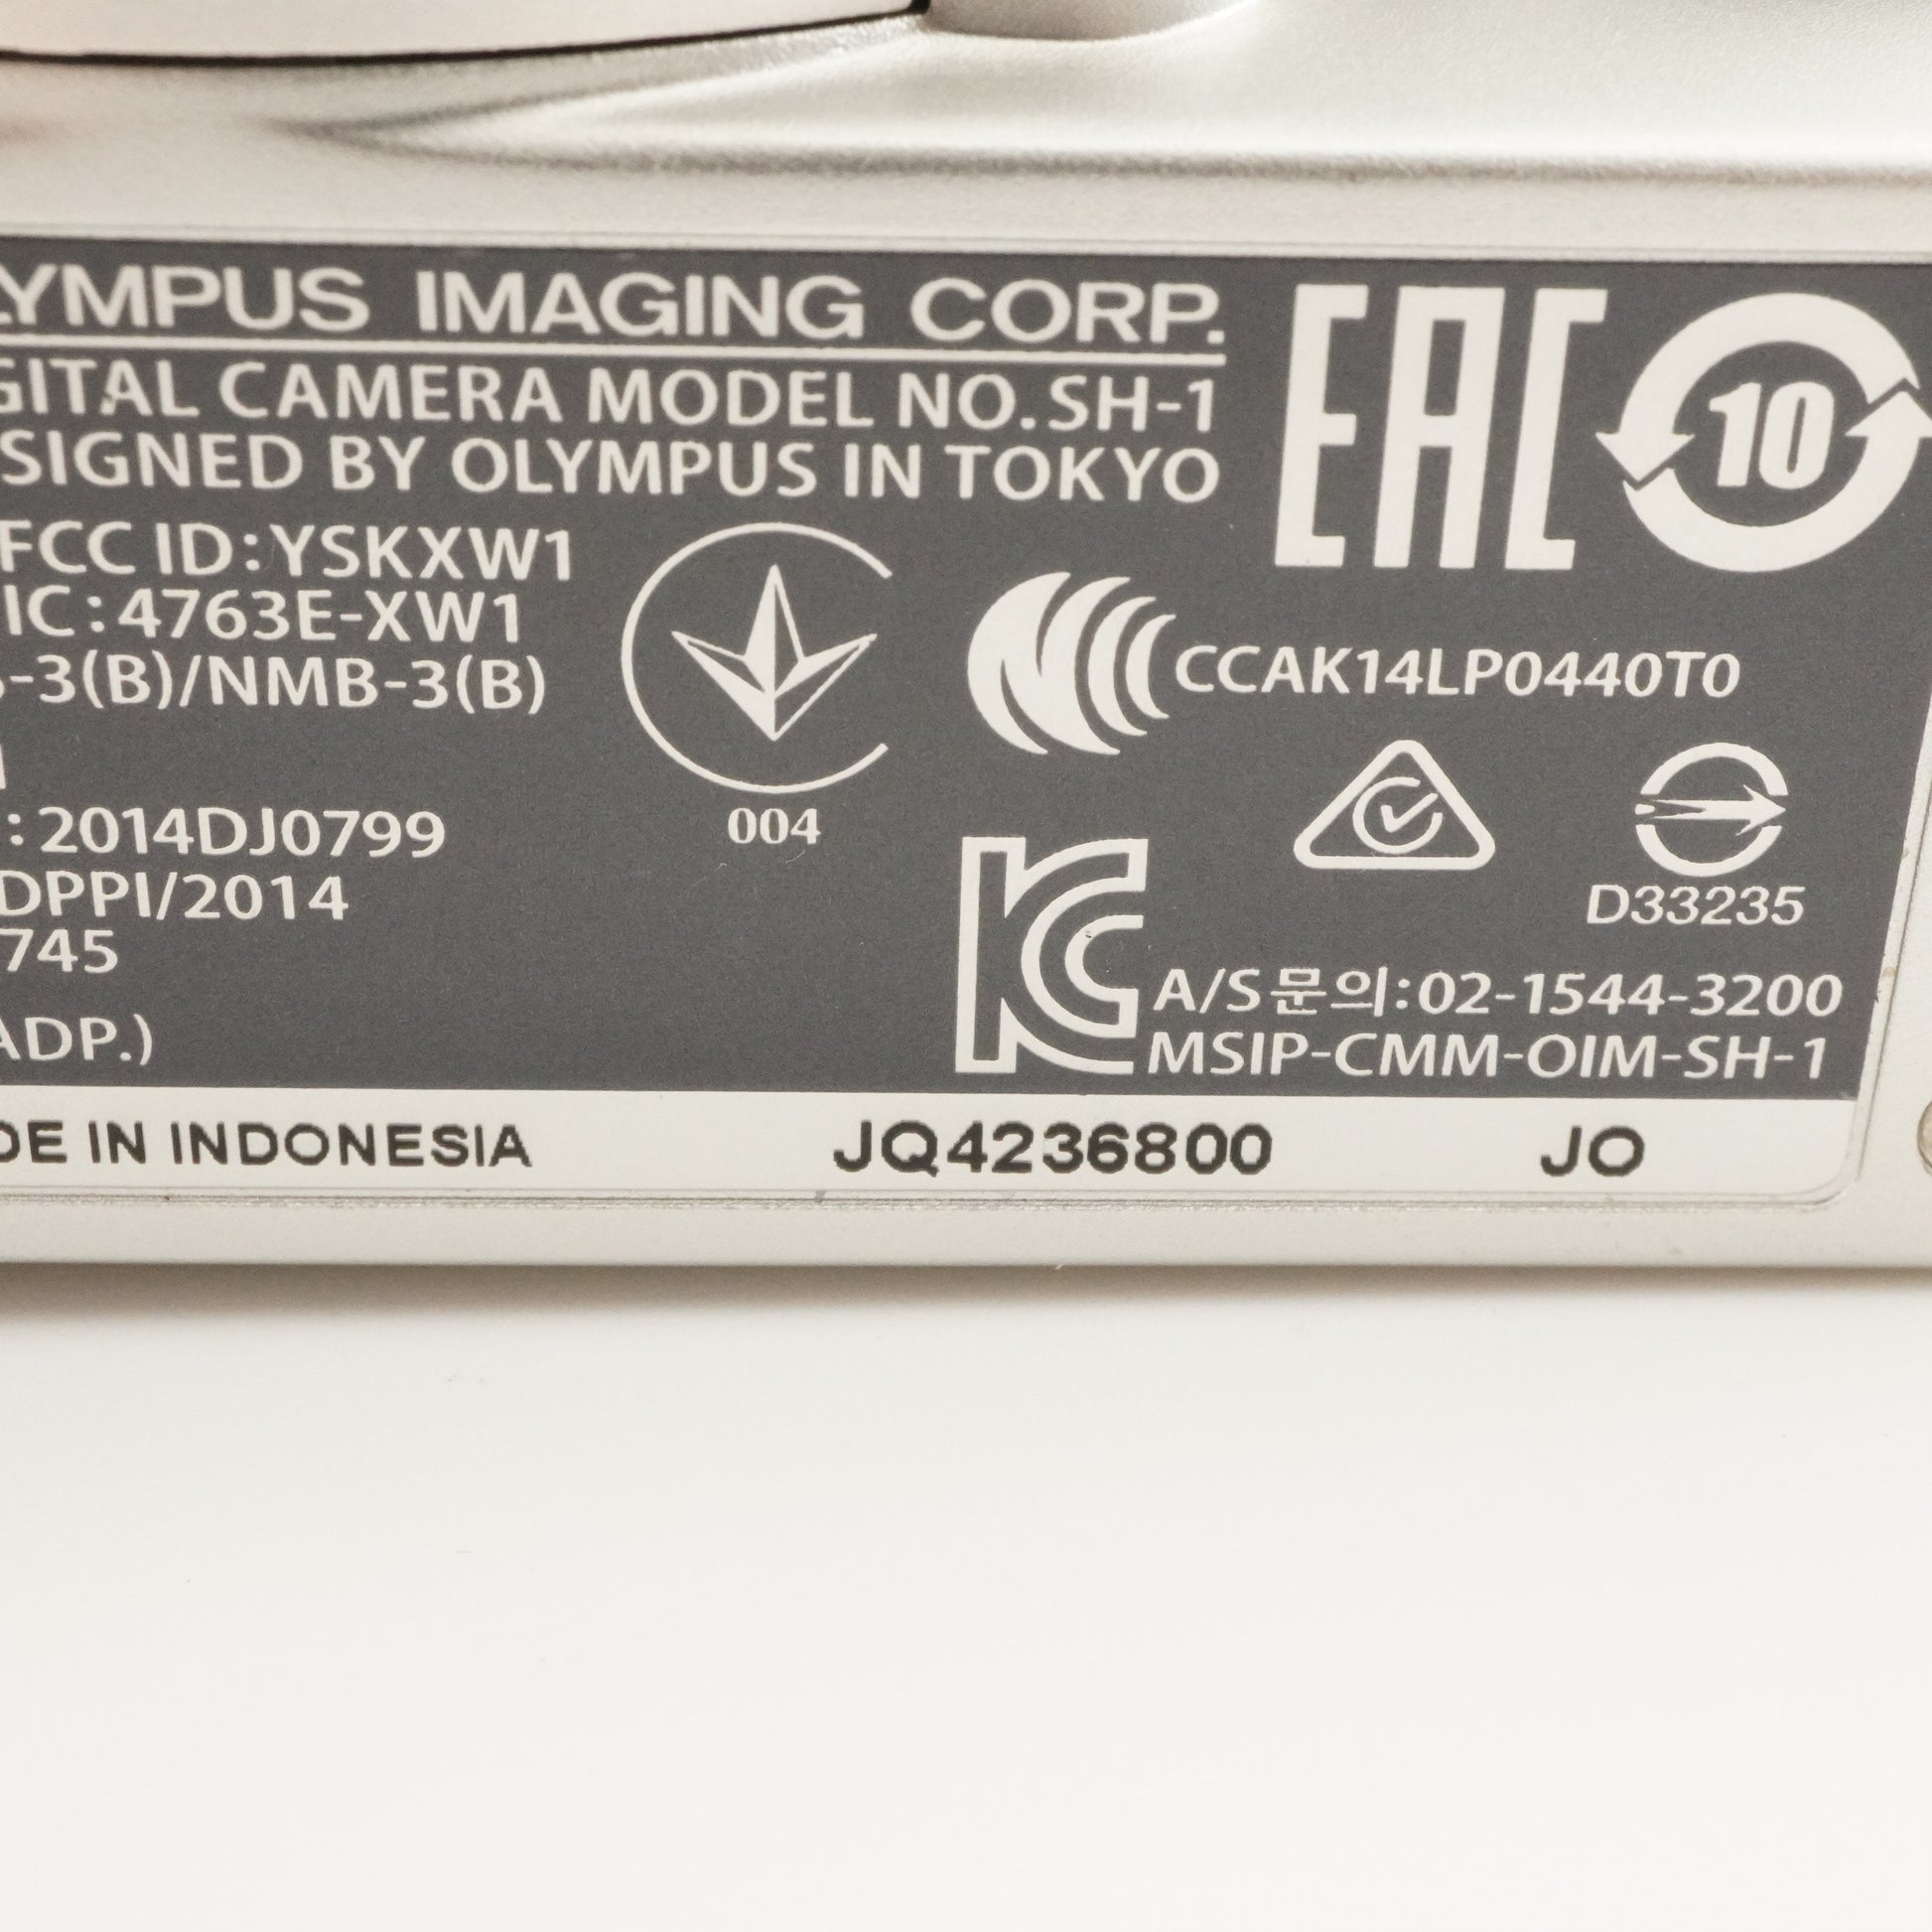 LYMPUS IMAGING CORP.
GITAL CAMERA MODEL NO.SH-1
SIGNED BY OLYMPUS IN TOKYO
EAC
10
FCC ID:YSKXW1
IC:4763E-XW1
-3(B)/NMB-3(B)
004
CCAK14LP0440T0
:2014DJ0799
DPPI/2014
745
ADP.)
D33235
KC
A/S문의:02-1544-3200
MSIP-CMM-OIM-SH-1
DE IN INDONESIA JQ4236800 JO